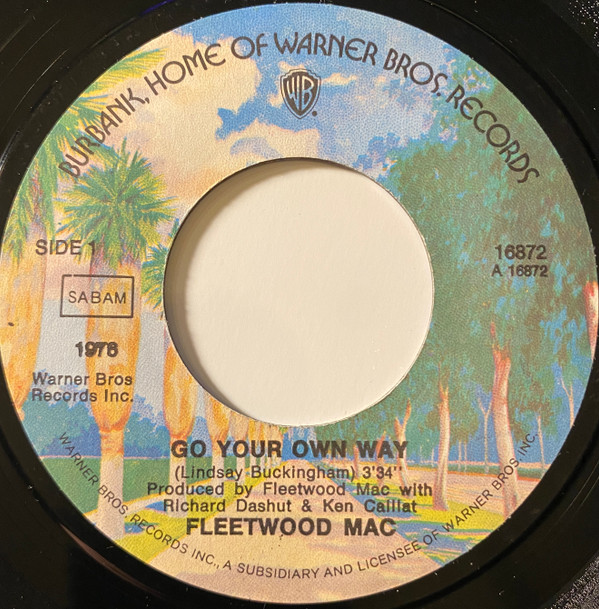 BURBANK, HOME OF WARNER BROS. RECORDS
WB
SIDE 1
16872
A 16872
SABAM
1976
Warner Bros
Records Inc.
GO YOUR OWN WAY
(Lindsay Buckingham) 3'34''
Produced by Fleetwood Mac with
Richard Dashut & Ken Caillat
FLEETWOOD MAC
WARNER BROS RECORDS INC., A SUBSIDIARY AND LICENSEE OF WARNER BROS INC.